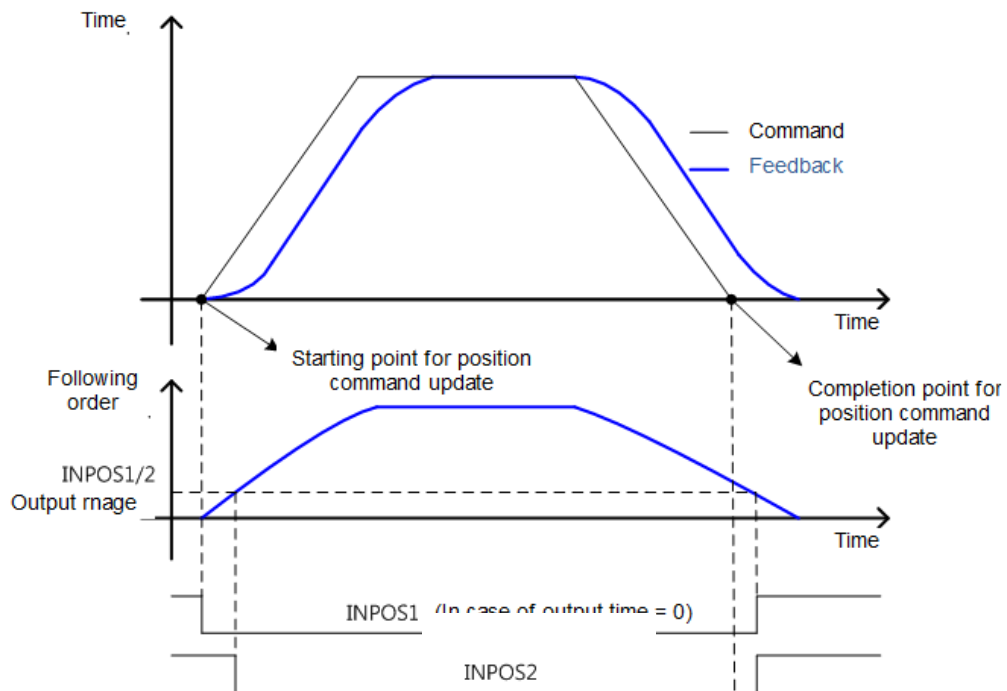 Time
Command
Feedback
Time
Starting point for position
command update
Completion point for
position command
update
Following
order
INPOS1/2
Output rnage
Time
INPOS1 (In case of output time = 0)
INPOS2